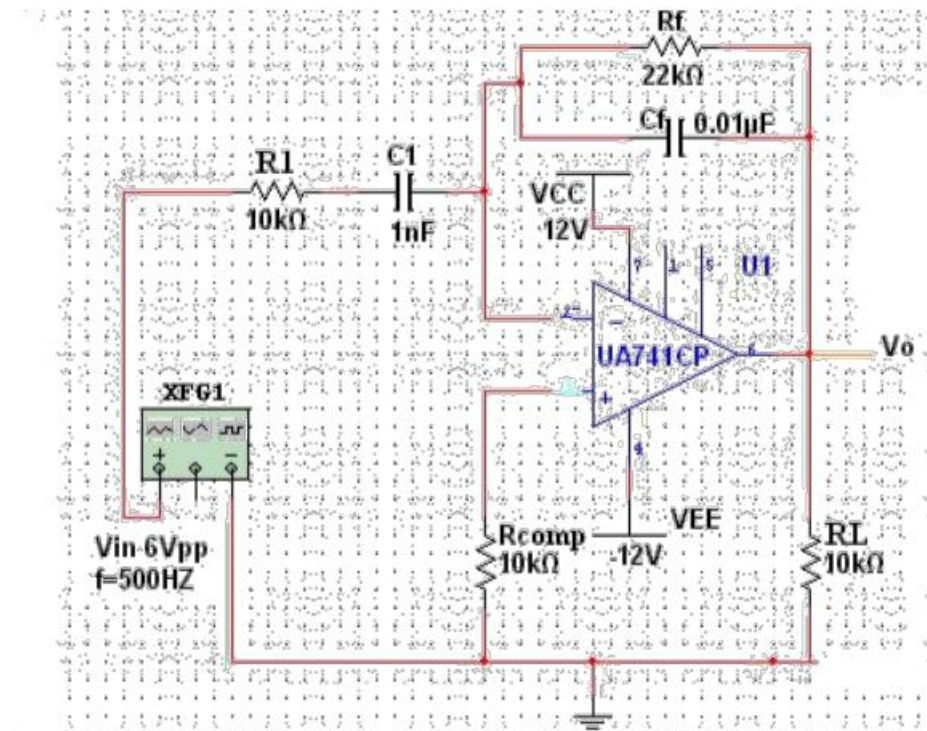 Rf
22kΩ
Cf 0.01µF
R1
10kΩ
C1
1nF
VCC
12V
7
1
5
U1
2
UA741CP
6
Vo
XFG1
4
Vin-6Vpp
f=500HZ
Rcomp
10kΩ
VEE
-12V
RL
10kΩ